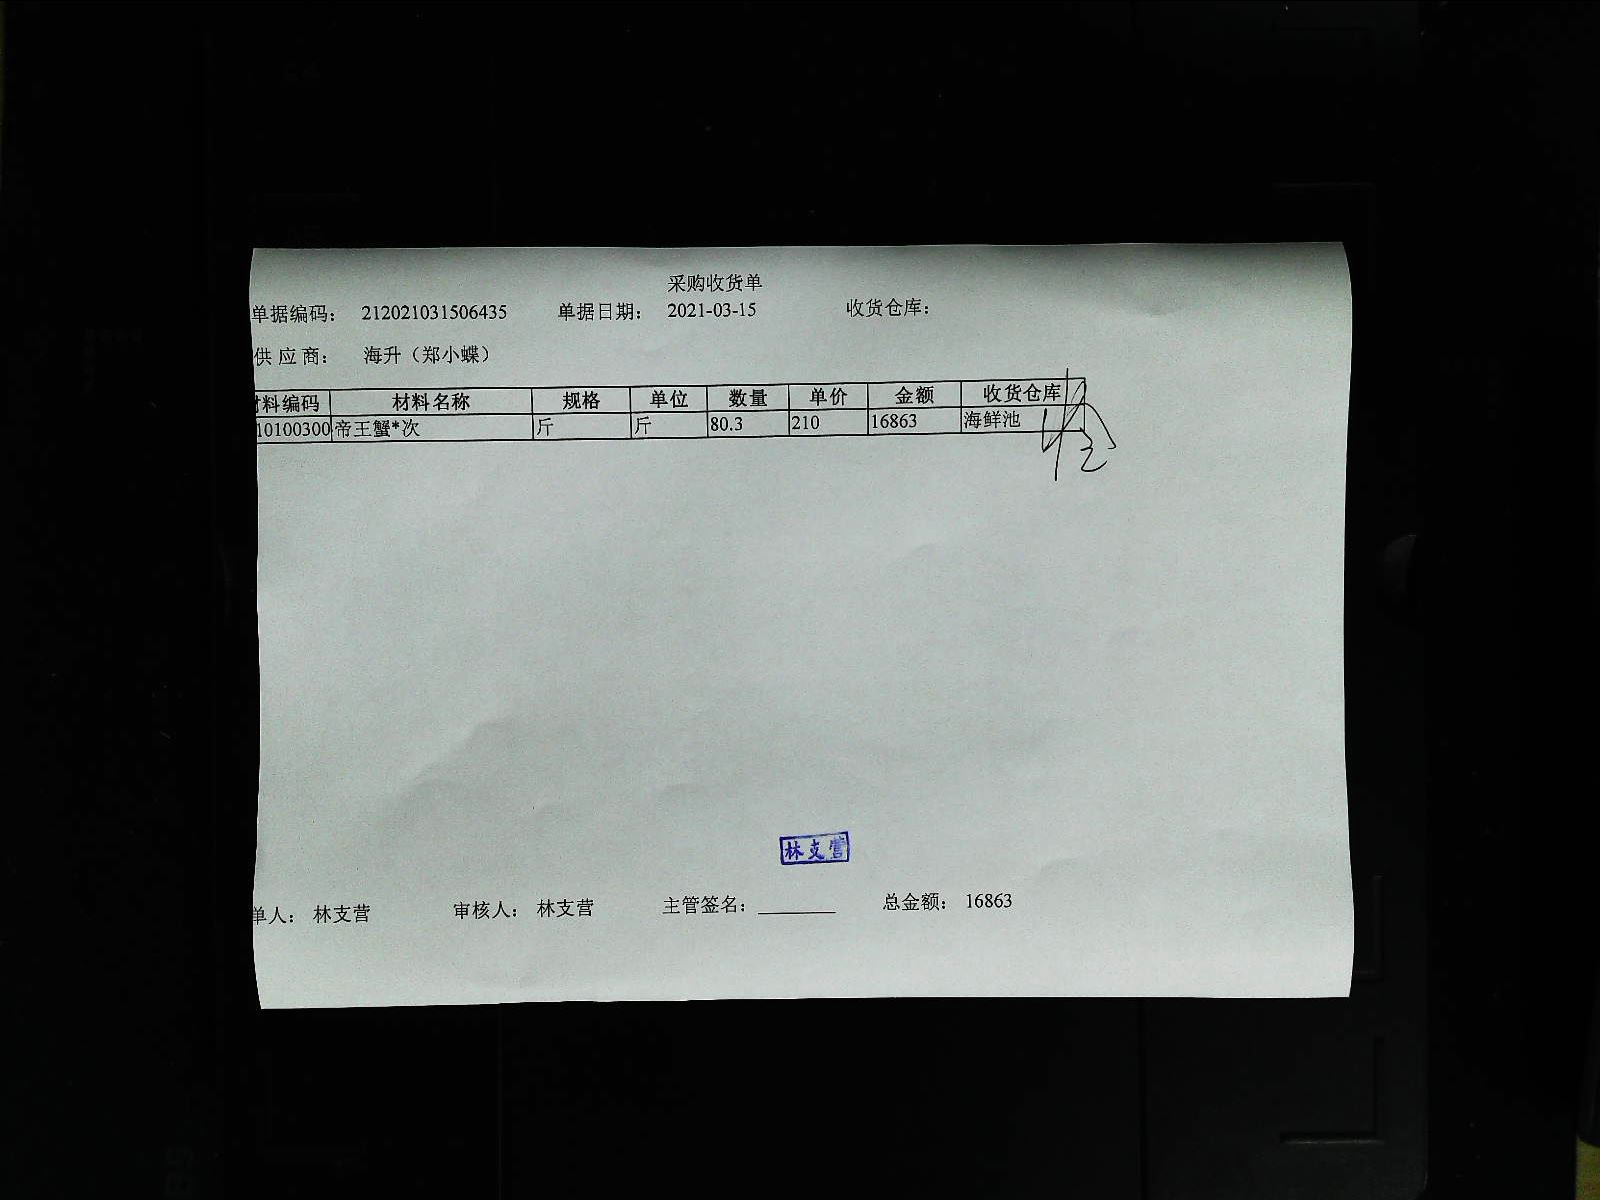 采购收货单
单据编码： 212021031506435 单据日期： 2021-03-15 收货仓库：
供应商： 海升（郑小蝶）
料编码 材料名称 规格 单位 数量 单价 金额 收货仓库
10100300 帝王蟹*次 斤 斤 80.3 210 16863 海鲜池
林支营
单人： 林支营 审核人： 林支营 主管签名： 总金额： 16863